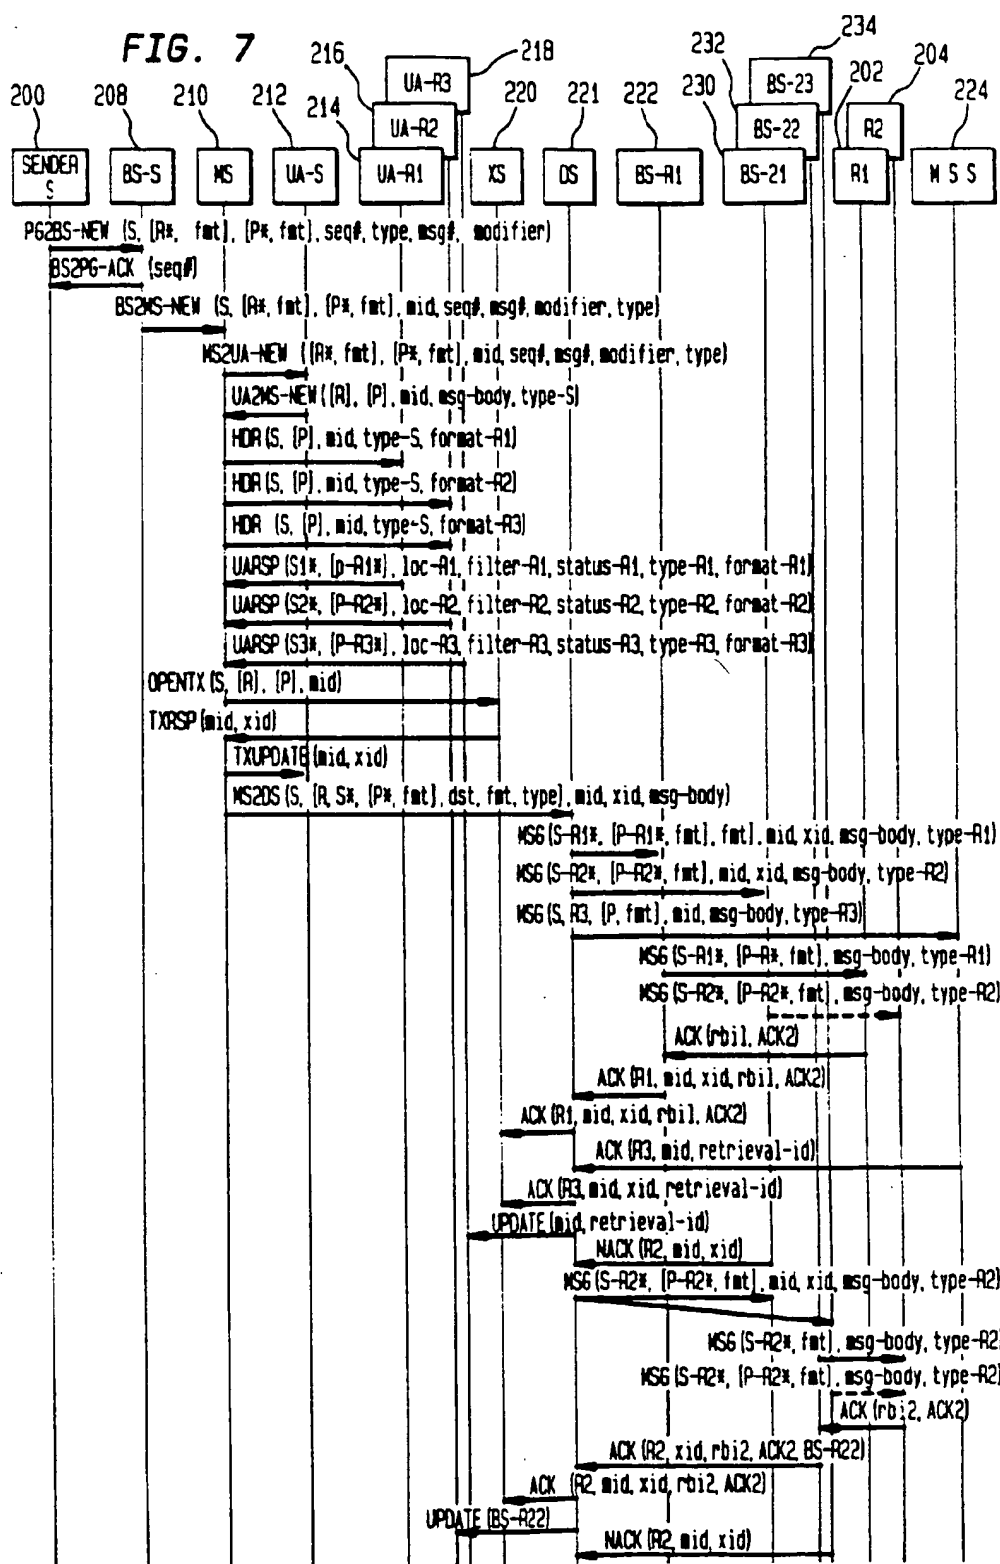 FIG. 7
200
208
210
212
214
216
218
220
221
222
230
232
234
202
204
224
UA-R3
BS-23
UA-R2
BS-22
R2
SENDER S
BS-S
MS
UA-S
UA-R1
XS
DS
BS-R1
BS-21
R1
M S S
PG2BS-NEW (S, [R*, fmt], [P*, fmt], seq#, type, msg#, modifier)
BS2PG-ACK (seq#)
BS2MS-NEW (S, [R*, fmt], [P*, fmt], mid, seq#, msg#, modifier, type)
MS2UA-NEW ([R*, fmt], [P*, fmt], mid, seq#, msg#, modifier, type)
UA2MS-NEW ([R], [P], mid, msg-body, type-S)
HDR (S, [P], mid, type-S, format-R1)
HDR (S, [P], mid, type-S, format-R2)
HDR (S, [P], mid, type-S, format-R3)
UARSP (S1*, [p-R1*], loc-R1, filter-R1, status-R1, type-R1, format-R1)
UARSP (S2*, [P-R2*], loc-R2, filter-R2, status-R2, type-R2, format-R2)
UARSP (S3*, [P-R3*], loc-R3, filter-R3, status-R3, type-R3, format-R3)
OPENTX (S, [R], [P], mid)
TXRSP (mid, xid)
TXUPDATE (mid, xid)
MS2DS (S, [R, S*, [P*, fmt], dst, fmt, type], mid, xid, msg-body)
MSG (S-R1*, [P-R1*, fmt], fmt], mid, xid, msg-body, type-R1)
MSG (S-R2*, [P-R2*, fmt], mid, xid, msg-body, type-R2)
MSG (S, R3, [P, fmt], mid, msg-body, type-R3)
MSG (S-R1*, [P-R*, fmt], msg-body, type-R1)
MSG (S-R2*, [P-R2*, fmt], msg-body, type-R2)
ACK (rbi1, ACK2)
ACK (R1, mid, xid, rbi1, ACK2)
ACK (R1, mid, xid, rbi1, ACK2)
ACK (R3, mid, retrieval-id)
ACK (R3, mid, xid, retrieval-id)
UPDATE (mid, retrieval-id)
NACK (R2, mid, xid)
MSG (S-R2*, [P-R2*, fmt], mid, xid, msg-body, type-R2)
MSG (S-R2*, fmt], msg-body, type-R2)
MSG (S-R2*, [P-R2*, fmt], msg-body, type-R2)
ACK (rbi2, ACK2)
ACK (R2, xid, rbi2, ACK2, BS-R22)
ACK (R2, mid, xid, rbi2, ACK2)
UPDATE (BS-R22)
NACK (R2, mid, xid)